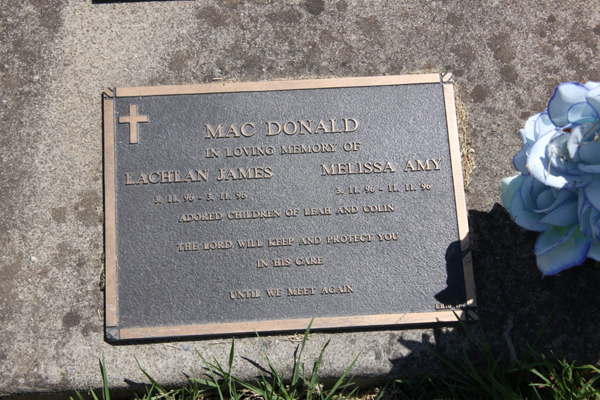 MAC DONALD
IN LOVING MEMORY OF
LACHLAN JAMES MELISSA AMY
3. 11. 96 - 3. 11. 96 3. 11. 96 - 11. 11. 96
ADORED CHILDREN OF LEAH AND COLIN
THE LORD WILL KEEP AND PROTECT YOU
IN HIS CARE
UNTIL WE MEET AGAIN